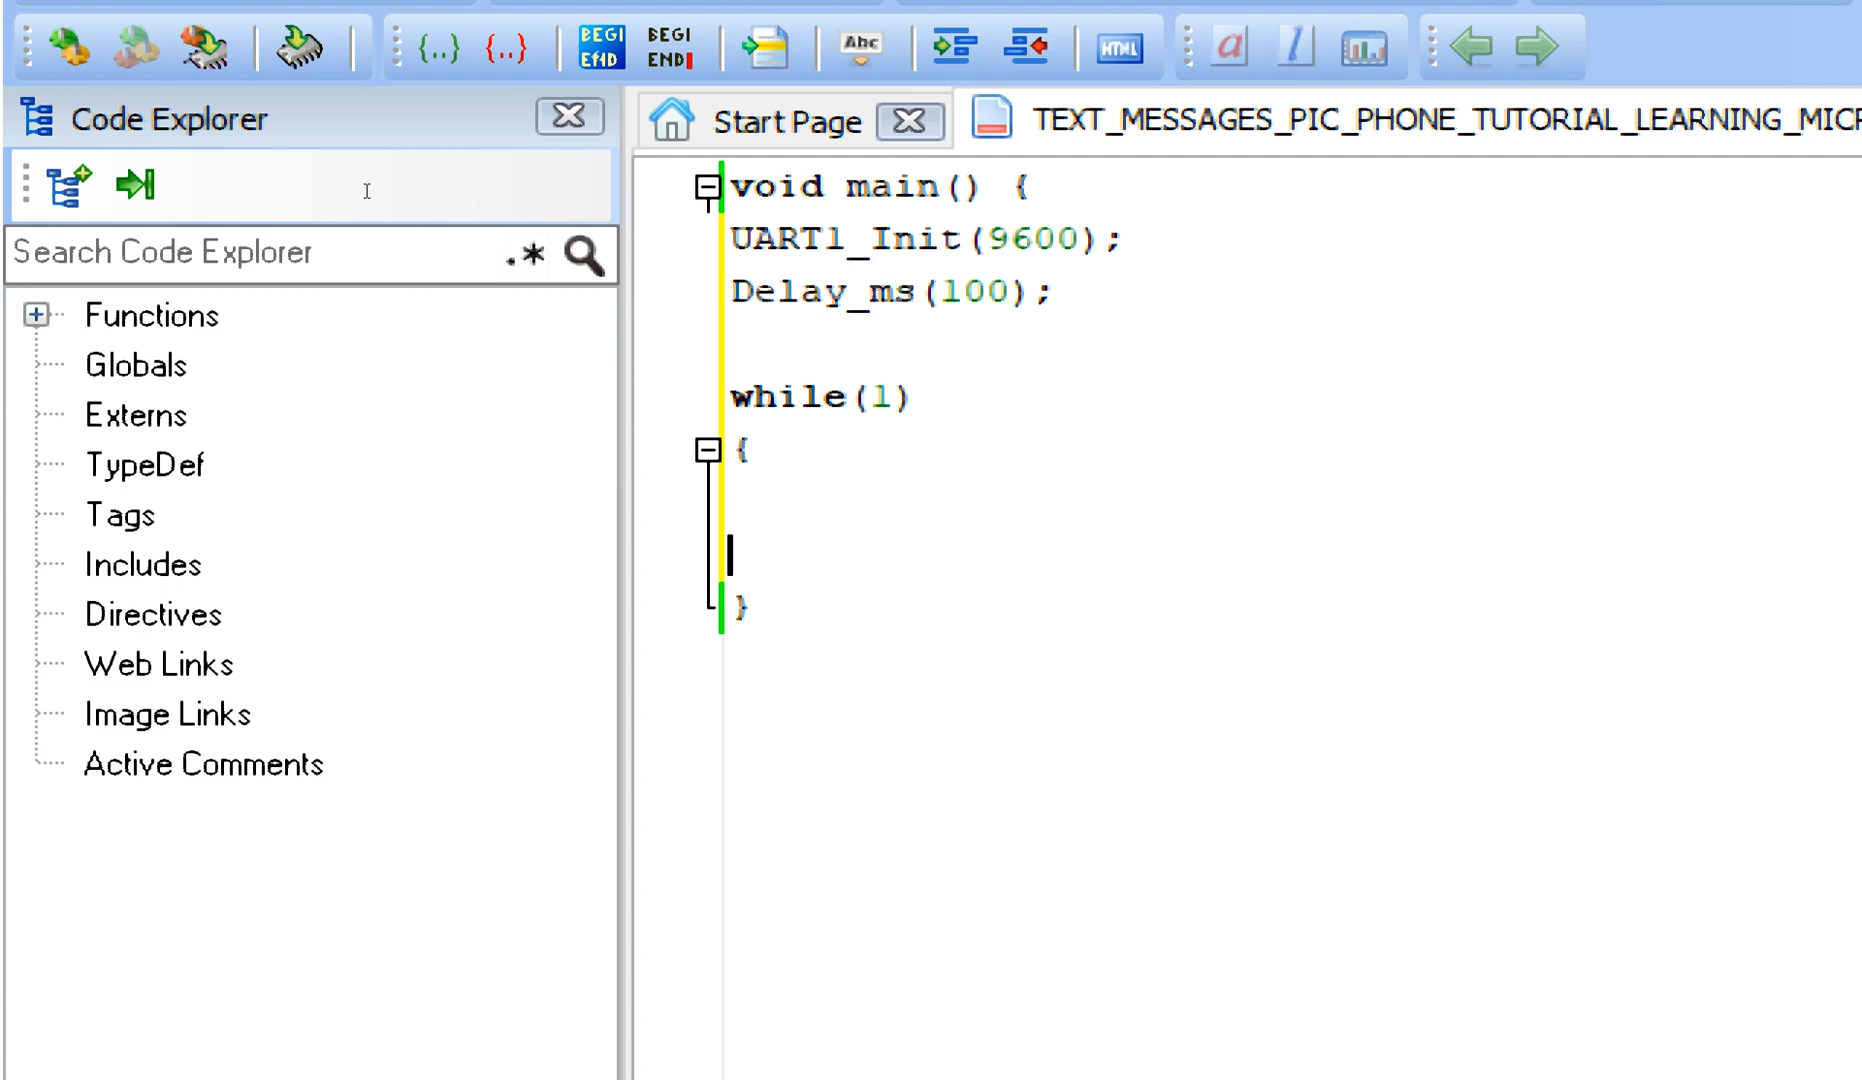 {..} {..} BEGI END BEGI END Abc HTML a l
Code Explorer
Start Page
TEXT_MESSAGES_PIC_PHONE_TUTORIAL_LEARNING_MICR
Search Code Explorer .*
Functions
Globals
Externs
TypeDef
Tags
Includes
Directives
Web Links
Image Links
Active Comments
void main() {
UART1_Init(9600);
Delay_ms(100);
while(1)
{
}